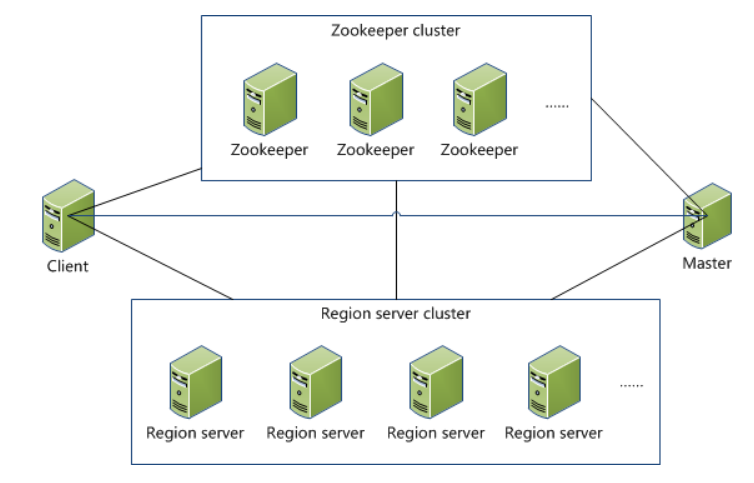 Zookeeper cluster
Zookeeper Zookeeper Zookeeper ......
Client
Master
Region server cluster
Region server Region server Region server Region server ......